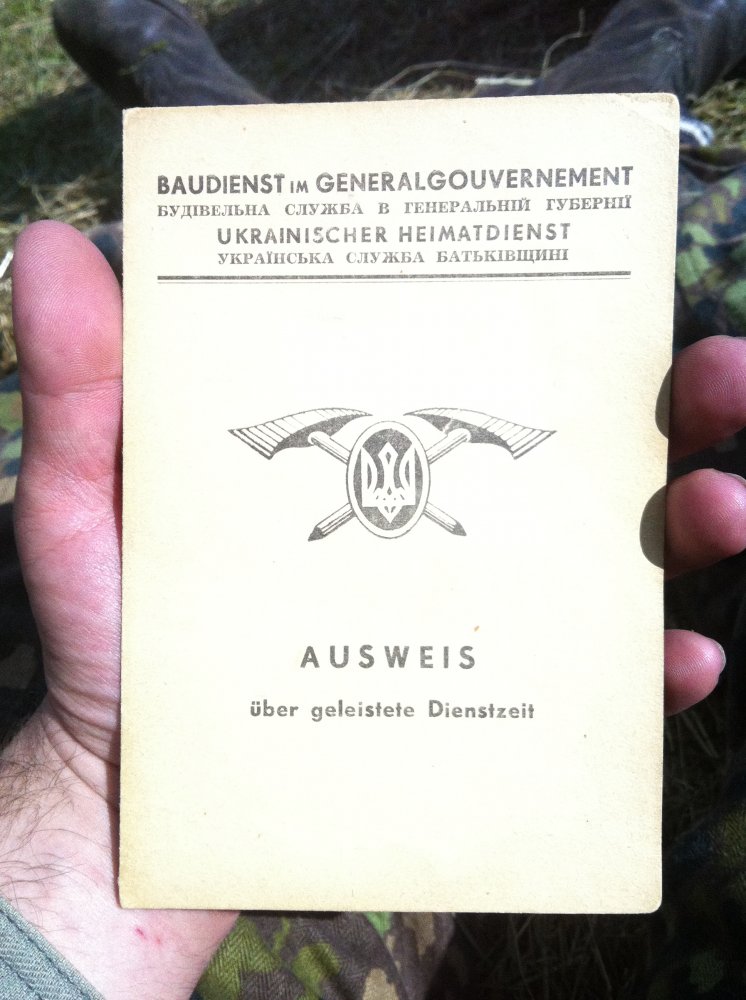 BAUDIENST IM GENERALGOUVERNEMENT
БУДІВЕЛЬНА СЛУЖБА В ГЕНЕРАЛЬНІЙ ГУБЕРНІЇ
UKRAINISCHER HEIMATDIENST
УКРАЇНСЬКА СЛУЖБА БАТЬКІВЩИНІ
AUSWEIS
über geleistete Dienstzeit